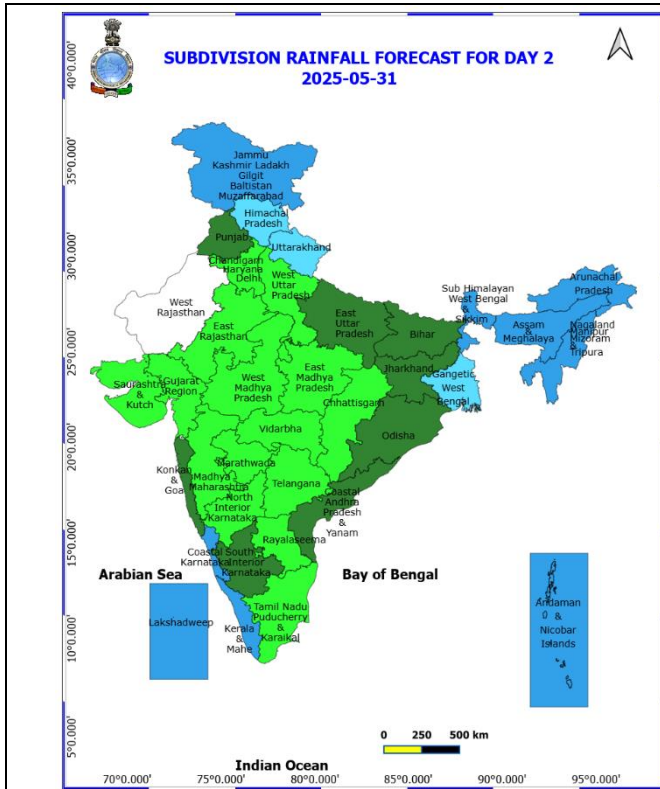 SUBDIVISION RAINFALL FORECAST FOR DAY 2
2025-05-31
40°0.000'
35°0.000'
30°0.000'
25°0.000'
20°0.000'
15°0.000'
10°0.000'
5°0.000'
Jammu
Kashmir Ladakh
Gilgit
Baltistan
Muzaffarabad
Himachal
Pradesh
Punjab
Uttarakhand
Chandigarh
Haryana
Delhi
West
Uttar
Pradesh
West
Rajasthan
East
Rajasthan
East
Uttar
Pradesh
Bihar
Sub Himalayan
West Bengal
&
Sikkim
Arunachal
Pradesh
Assam
&
Meghalaya
Nagaland
Manipur
Mizoram
&
Tripura
Jharkhand
Gangetic
West
Bengal
Saurashtra
&
Kutch
Gujarat
Region
West
Madhya
Pradesh
East
Madhya
Pradesh
Chhattisgarh
Vidarbha
Odisha
Konkan
&
Goa
Marathwada
Madhya
Maharashtra
North
Interior
Karnataka
Telangana
Coastal
Andhra
Pradesh
&
Yanam
Rayalaseema
Coastal
Karnataka
South
Interior
Karnataka
Arabian Sea
Bay of Bengal
Lakshadweep
Kerala
&
Mahe
Tamil Nadu
Puducherry
&
Karaikal
Andaman
&
Nicobar
Islands
0 250 500 km
Indian Ocean
70°0.000' 75°0.000' 80°0.000' 85°0.000' 90°0.000' 95°0.000'